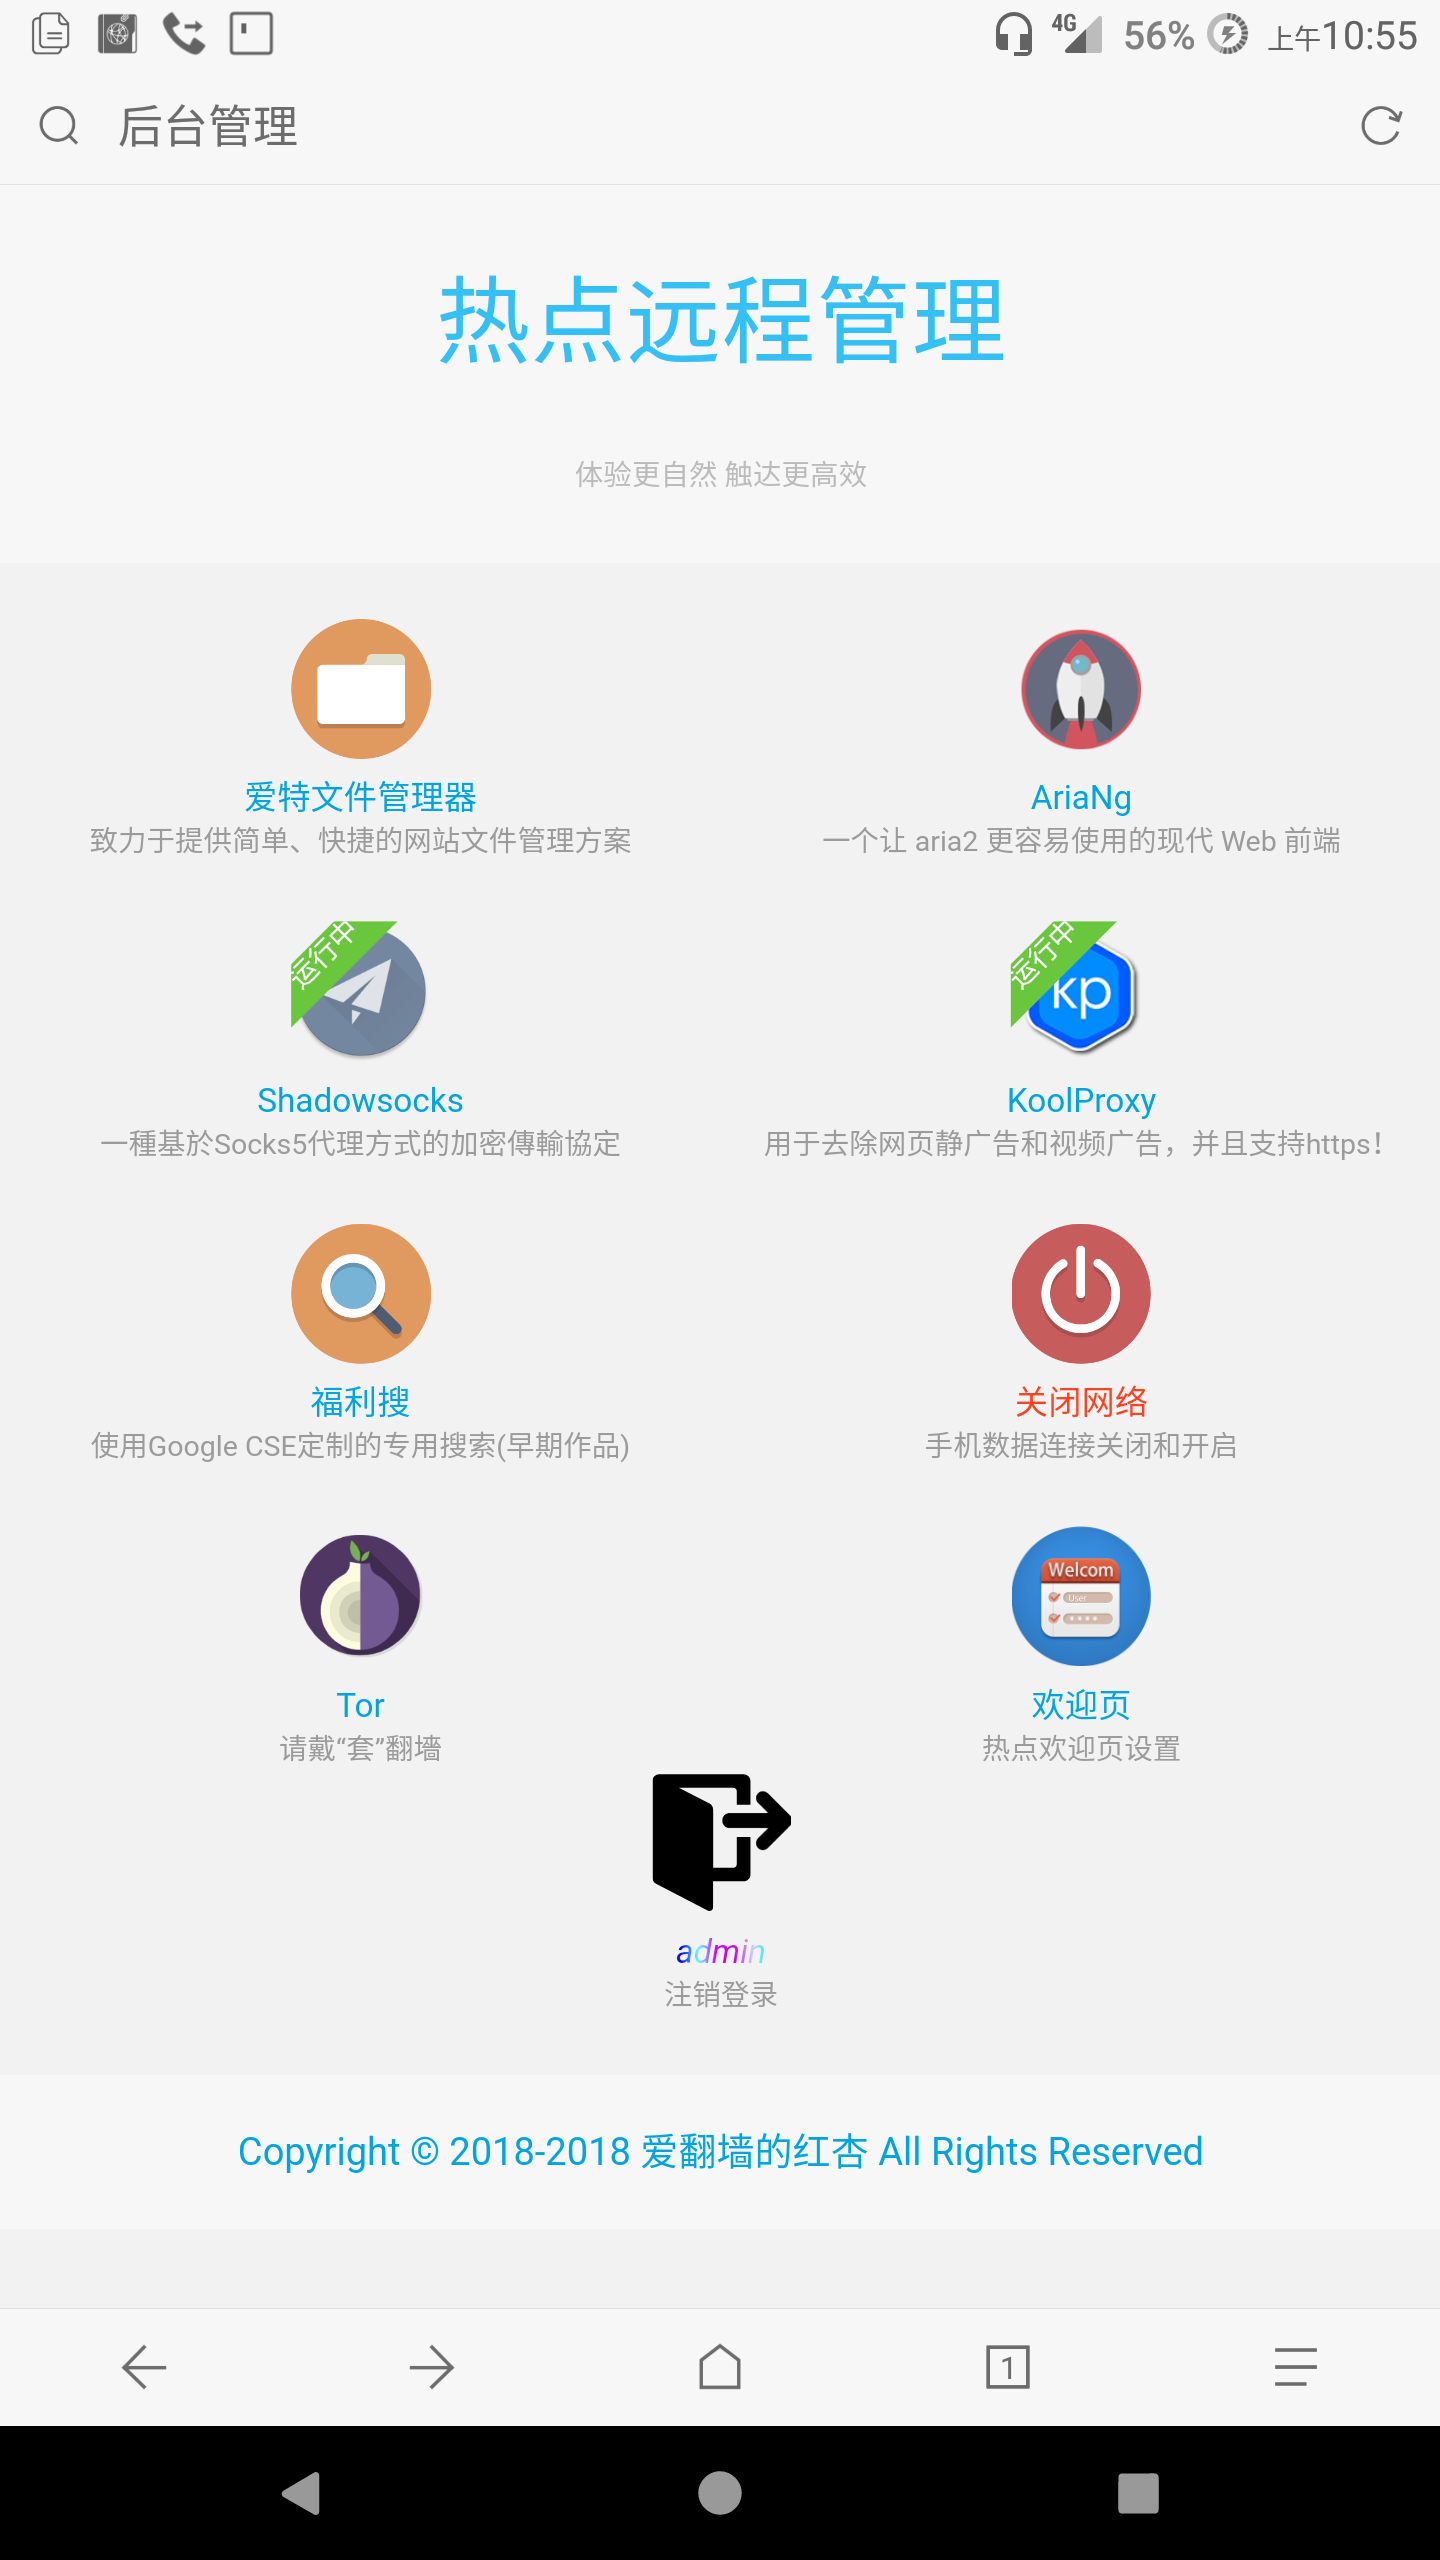 4G 56% 上午10:55
后台管理
热点远程管理
体验更自然 触达更高效
爱特文件管理器
致力于提供简单、快捷的网站文件管理方案
AriaNg
一个让 aria2 更容易使用的现代 Web 前端
运行中
Shadowsocks
一種基於Socks5代理方式的加密傳輸協定
运行中
kp
KoolProxy
用于去除网页静广告和视频广告，并且支持https！
福利搜
使用Google CSE定制的专用搜索(早期作品)
关闭网络
手机数据连接关闭和开启
Tor
请戴“套”翻墙
Welcom
User
欢迎页
热点欢迎页设置
admin
注销登录
Copyright © 2018-2018 爱翻墙的红杏 All Rights Reserved
1